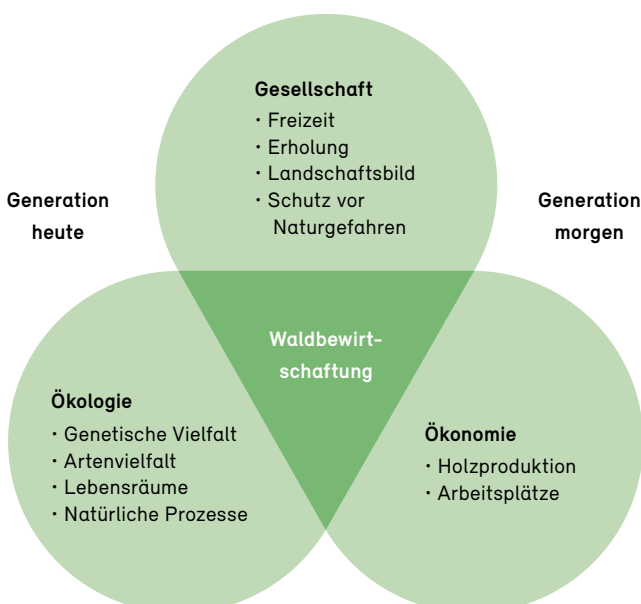 Gesellschaft
· Freizeit
· Erholung
· Landschaftsbild
· Schutz vor
Naturgefahren
Generation
heute
Generation
morgen
Waldbewirt-
schaftung
Ökologie
· Genetische Vielfalt
· Artenvielfalt
· Lebensräume
· Natürliche Prozesse
Ökonomie
· Holzproduktion
· Arbeitsplätze